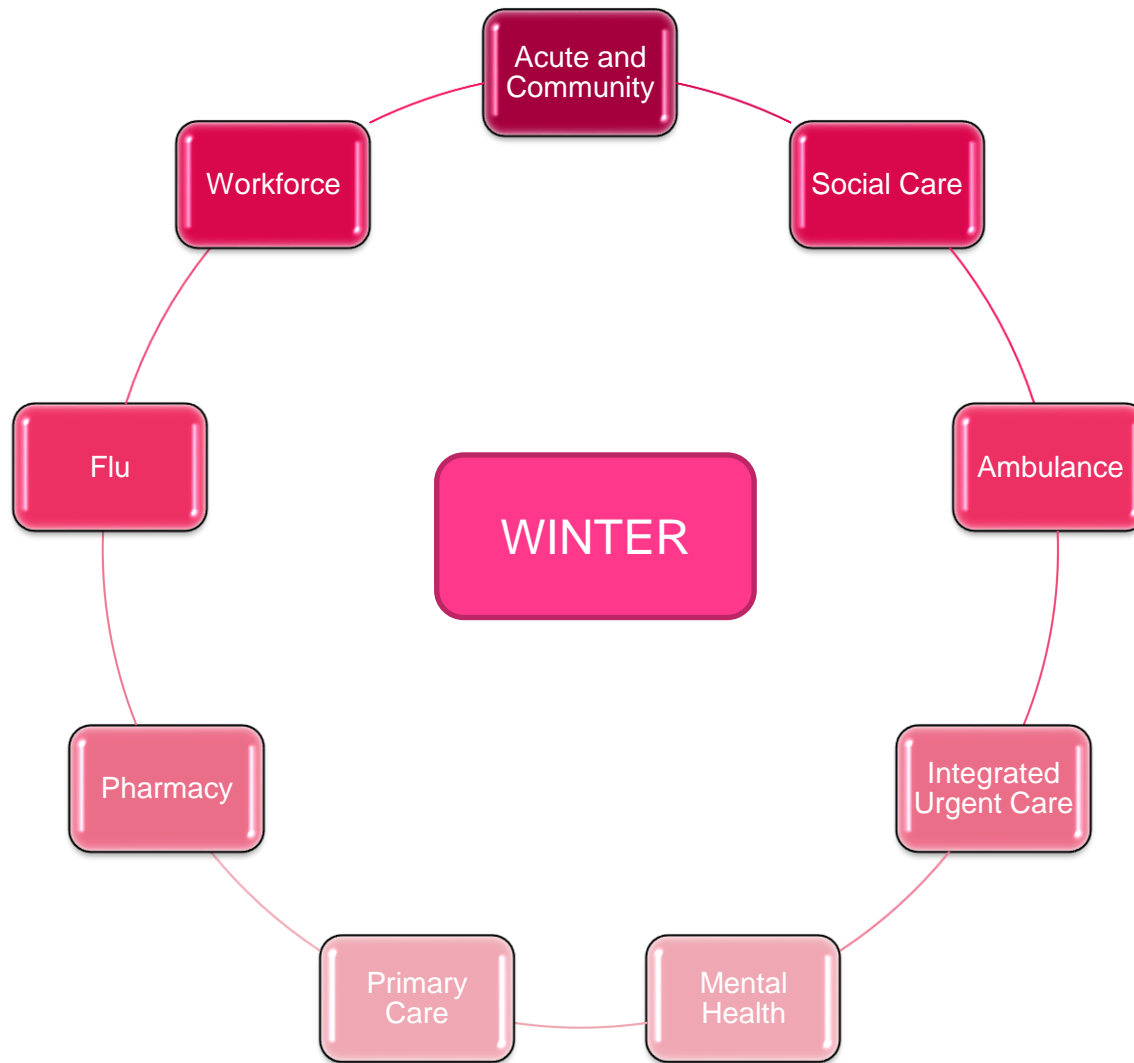 Acute and
Community
Workforce
Social Care
Flu
Ambulance
WINTER
Pharmacy
Integrated
Urgent Care
Primary
Care
Mental
Health